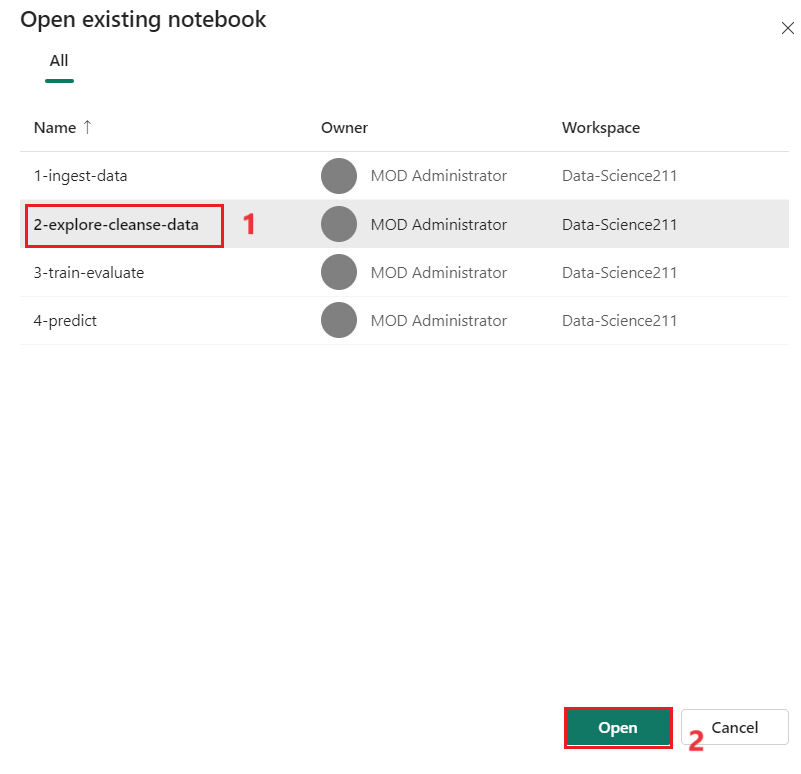 Open existing notebook
All
Name ↑ Owner Workspace
1-ingest-data MOD Administrator Data-Science211
2-explore-cleanse-data 1 MOD Administrator Data-Science211
3-train-evaluate MOD Administrator Data-Science211
4-predict MOD Administrator Data-Science211
Open 2 Cancel